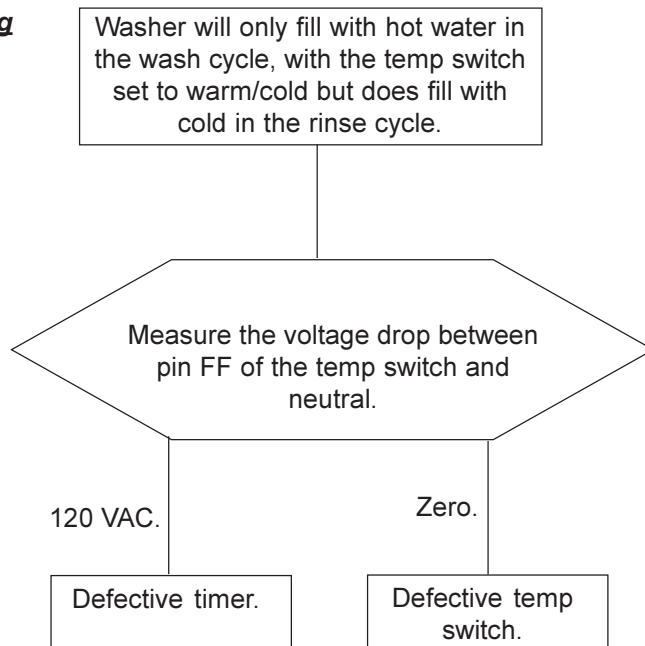 g
Washer will only fill with hot water in
the wash cycle, with the temp switch
set to warm/cold but does fill with
cold in the rinse cycle.
Measure the voltage drop between
pin FF of the temp switch and
neutral.
120 VAC.
Zero.
Defective timer.
Defective temp
switch.